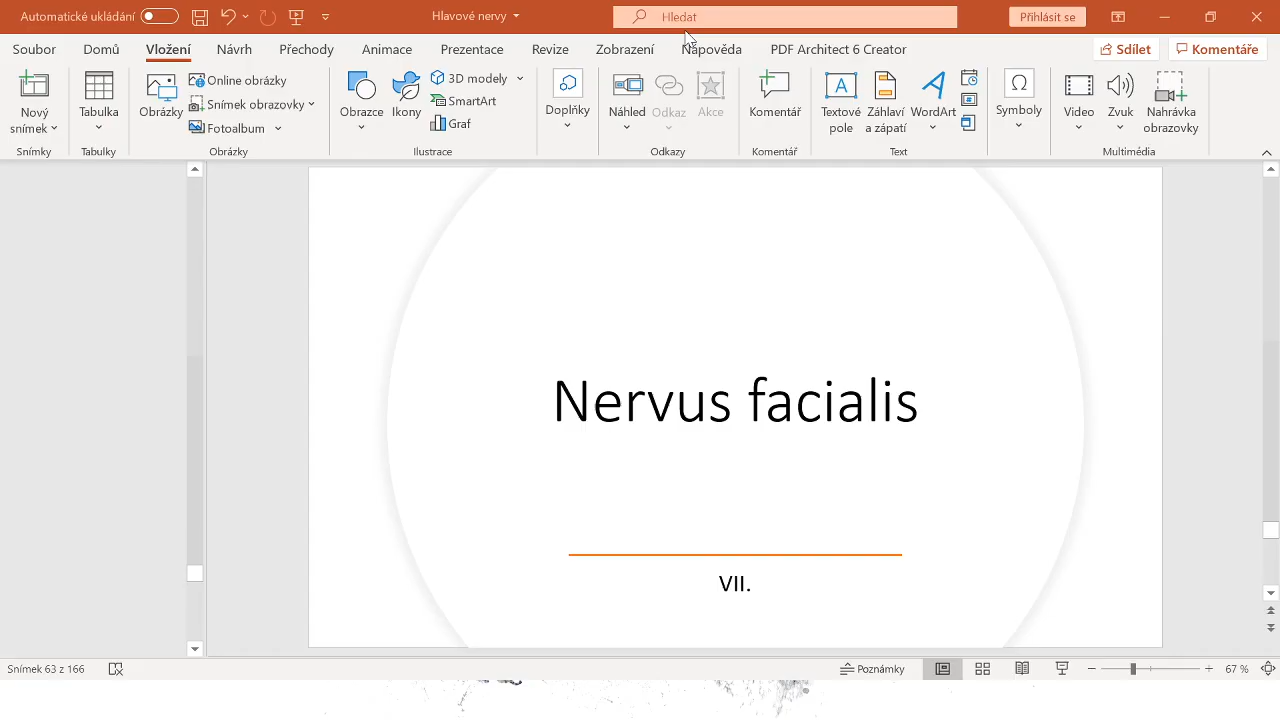 Automatické ukládání
Hlavové nervy
Hledat
Přihlásit se
Soubor
Domů
Vložení
Návrh
Přechody
Animace
Prezentace
Revize
Zobrazení
Nápověda
PDF Architect 6 Creator
Sdílet
Komentáře
Nový
snímek
Tabulka
Obrázky
Online obrázky
Snímek obrazovky
Fotoalbum
Obrazce
Ikony
3D modely
SmartArt
Graf
Doplňky
Náhled
Odkaz
Akce
Komentář
Textové
pole
Záhlaví
a zápatí
WordArt
Symboly
Video
Zvuk
Nahrávka
obrazovky
Snímky
Tabulky
Obrázky
Ilustrace
Odkazy
Komentář
Text
Multimédia
Nervus facialis
VII.
Snímek 63 z 166
Poznámky
67 %